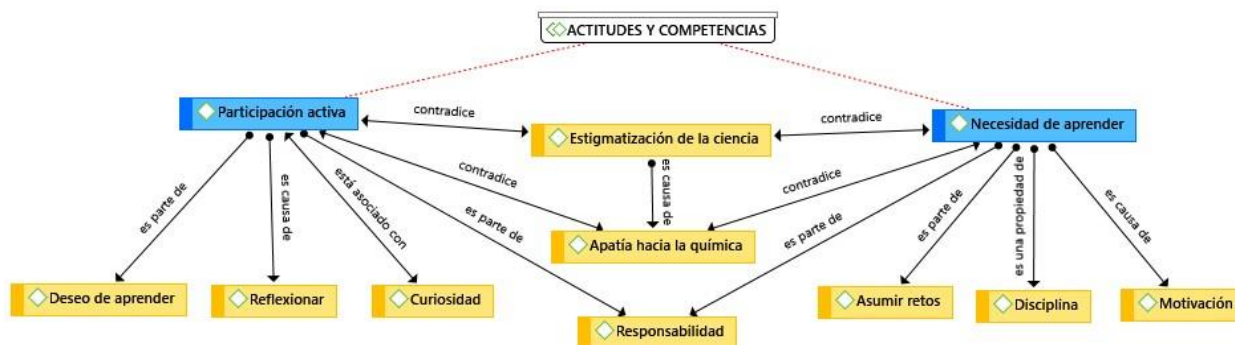 ACTITUDES Y COMPETENCIAS
Participación activa
contradice
Estigmatización de la ciencia
contradice
Necesidad de aprender
es parte de
es causa de
está asociado con
contradice
es parte de
es causa de
contradice
es parte de
es parte de
es una propiedad de
es causa de
Apatía hacia la química
Deseo de aprender
Reflexionar
Curiosidad
Responsabilidad
Asumir retos
Disciplina
Motivación